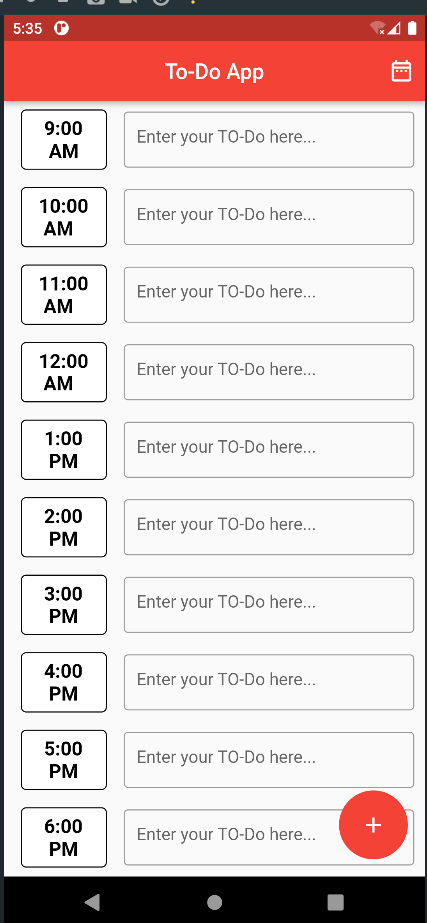 5:35
To-Do App
9:00
AM
Enter your TO-Do here...
10:00
AM
Enter your TO-Do here...
11:00
AM
Enter your TO-Do here...
12:00
AM
Enter your TO-Do here...
1:00
PM
Enter your TO-Do here...
2:00
PM
Enter your TO-Do here...
3:00
PM
Enter your TO-Do here...
4:00
PM
Enter your TO-Do here...
5:00
PM
Enter your TO-Do here...
6:00
PM
Enter your TO-Do here...
+